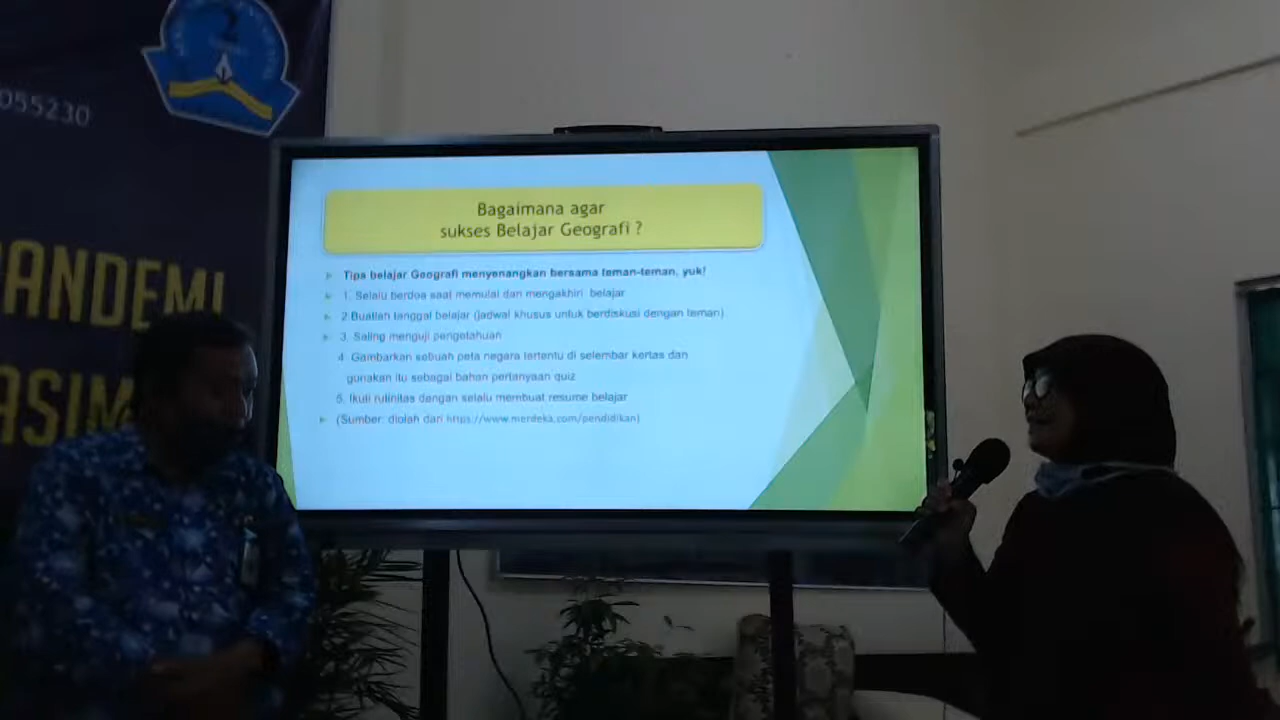 055230
2
ANDEMI
ASIM
Bagaimana agar
sukses Belajar Geografi ?
Tips belajar Geografi menyenangkan bersama teman-teman, yuk!
1. Selalu berdoa saat memulai dan mengakhiri belajar
2.Buatlah tanggal belajar (jadwal khusus untuk berdiskusi dengan teman)
3. Saling menguji pengetahuan
4. Gambarkan sebuah peta negara tertentu di selembar kertas dan
gunakan itu sebagai bahan pertanyaan quiz
5. Ikuti rutinitas dengan selalu membuat resume belajar
(Sumber: diolah dari https://www.merdeka.com/pendidikan)